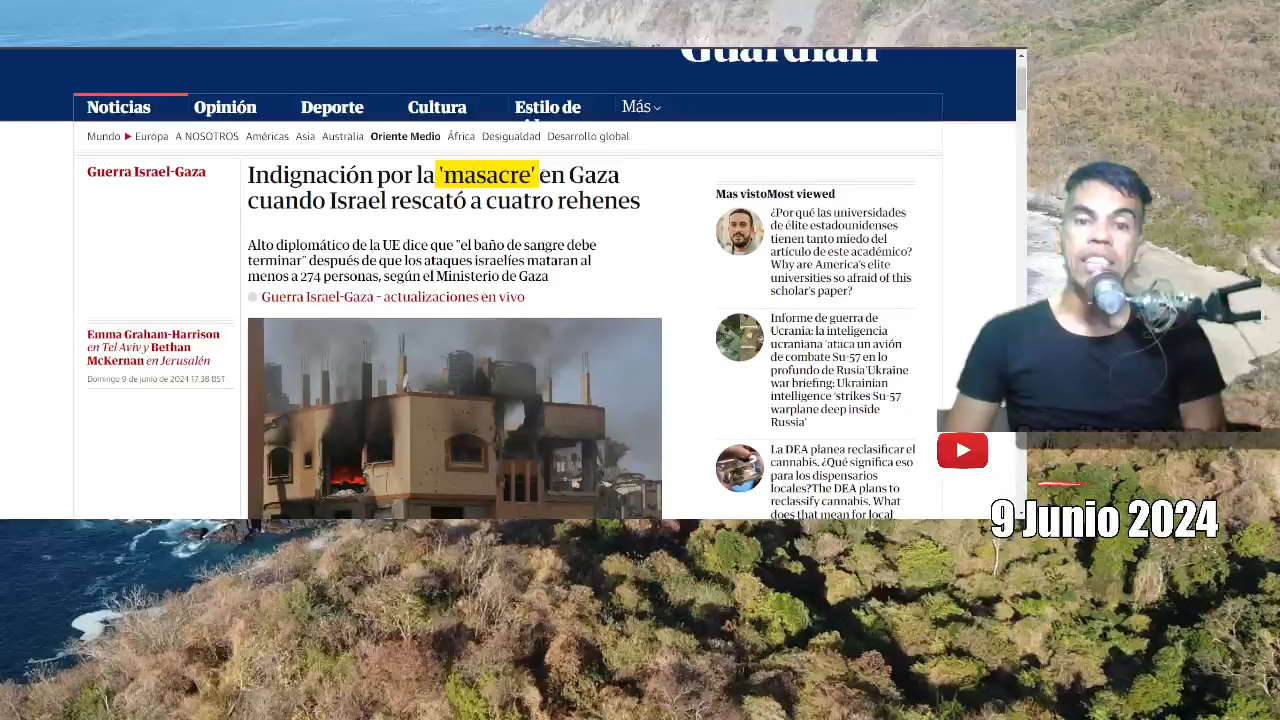 Guardian
Noticias Opinión Deporte Cultura Estilo de Más
Mundo Europa A NOSOTROS Américas Asia Australia Oriente Medio África Desigualdad Desarrollo global
Guerra Israel-Gaza
Indignación por la 'masacre' en Gaza
cuando Israel rescató a cuatro rehenes
Alto diplomático de la UE dice que "el baño de sangre debe
terminar" después de que los ataques israelíes mataran al
menos a 274 personas, según el Ministerio de Gaza
Guerra Israel-Gaza – actualizaciones en vivo
Emma Graham-Harrison
en Tel Aviv y Bethan
McKernan en Jerusalén
Domingo 9 de junio de 2024 17.38 BST
Mas vistoMost viewed
¿Por qué las universidades
de élite estadounidenses
tienen tanto miedo del
artículo de este académico?
Why are America's elite
universities so afraid of this
scholar's paper?
Informe de guerra de
Ucrania: la inteligencia
ucraniana 'ataca un avión
de combate Su-57 en lo
profundo de Rusia'Ukraine
war briefing: Ukrainian
intelligence 'strikes Su-57
warplane deep inside
Russia'
La DEA planea reclasificar el
cannabis. ¿Qué significa eso
para los dispensarios
locales?The DEA plans to
reclassify cannabis. What
does that mean for local
9 Junio 2024